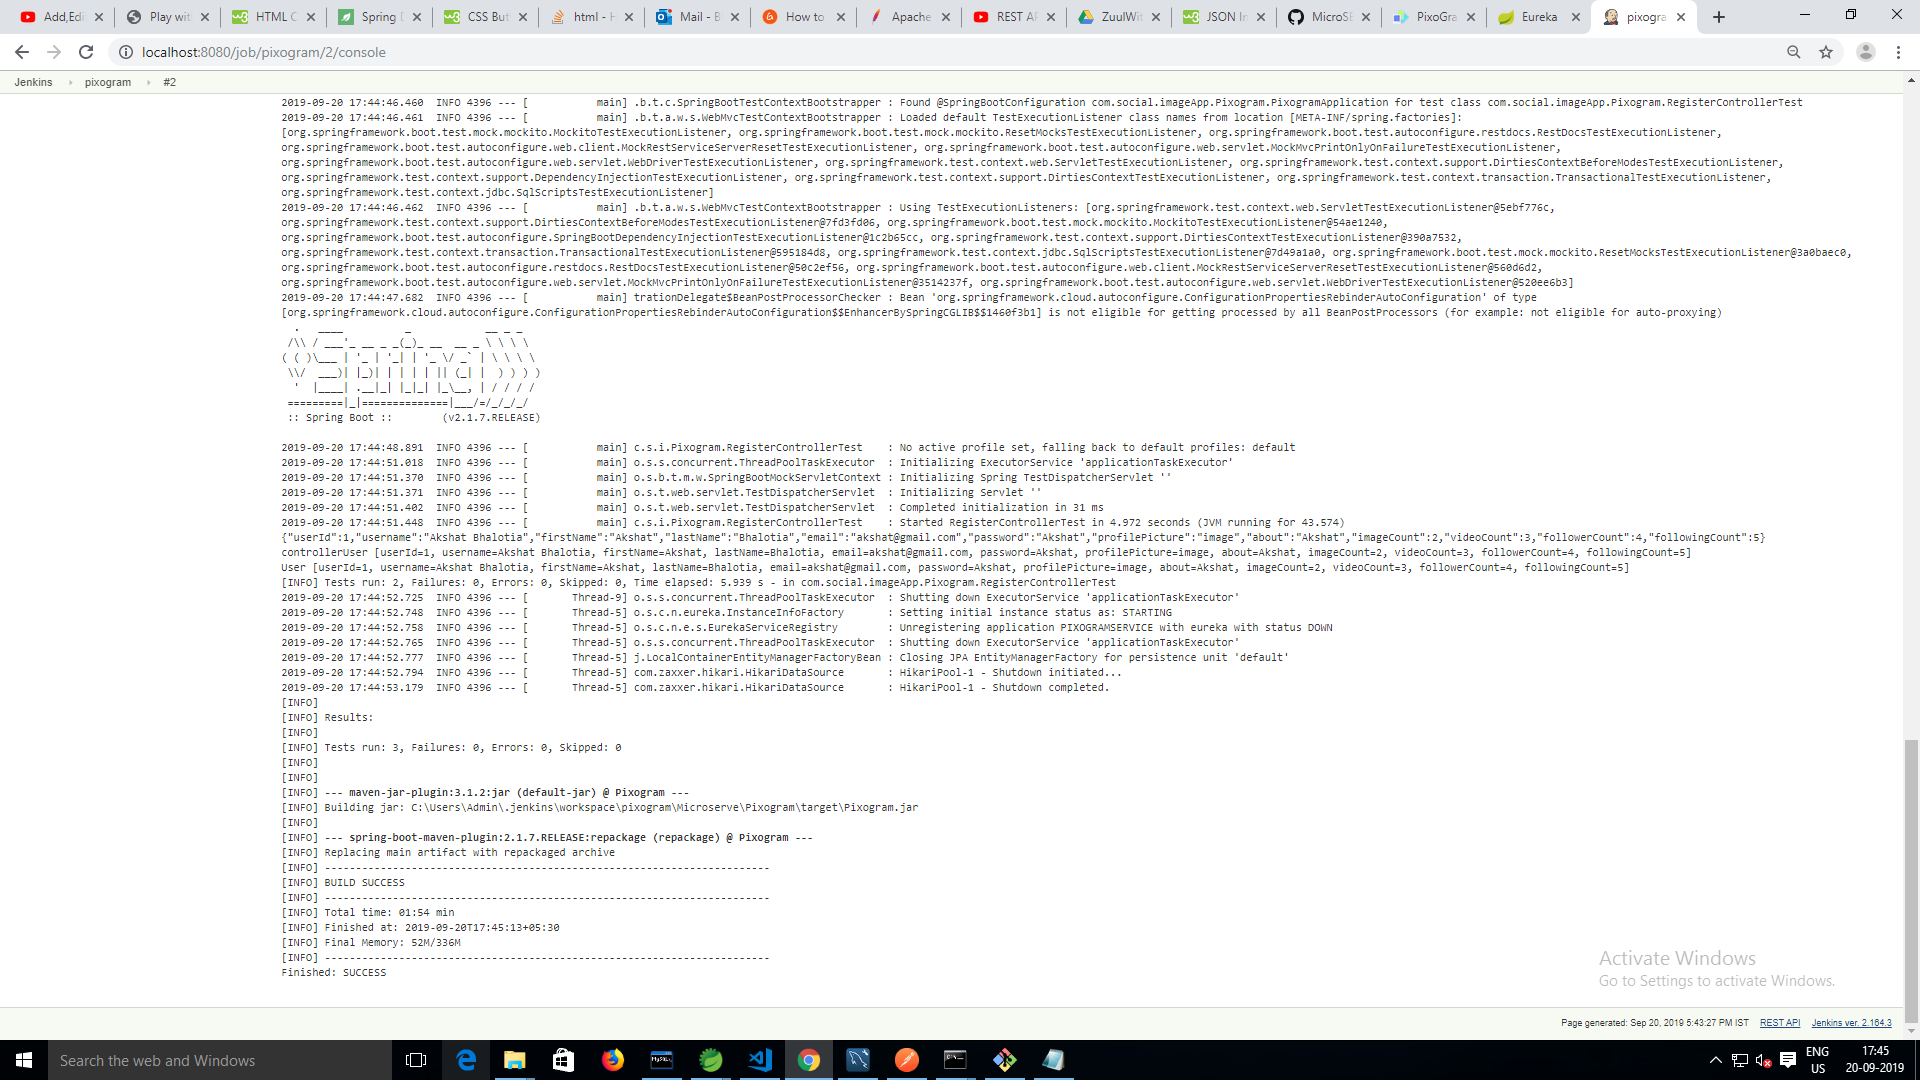 Add,Edi
Play wit
HTML C
Spring D
CSS But
html - H
Mail - B
How to
Apache
REST AP
ZuulWit
JSON In
MicroSE
PixoGra
Eureka
pixogra
localhost:8080/job/pixogram/2/console
Jenkins
pixogram
#2
2019-09-20 17:44:46.460  INFO 4396 --- [           main] .b.t.c.SpringBootTestContextBootstrapper : Found @SpringBootConfiguration com.social.imageApp.Pixogram.PixogramApplication for test class com.social.imageApp.Pixogram.RegisterControllerTest
2019-09-20 17:44:46.461  INFO 4396 --- [           main] .b.t.a.w.s.WebMvcTestContextBootstrapper : Loaded default TestExecutionListener class names from location [META-INF/spring.factories]:
[org.springframework.boot.test.mock.mockito.MockitoTestExecutionListener, org.springframework.boot.test.mock.mockito.ResetMocksTestExecutionListener, org.springframework.boot.test.autoconfigure.restdocs.RestDocsTestExecutionListener,
org.springframework.boot.test.autoconfigure.web.client.MockRestServiceServerResetTestExecutionListener, org.springframework.boot.test.autoconfigure.web.servlet.MockMvcPrintOnlyOnFailureTestExecutionListener,
org.springframework.boot.test.autoconfigure.web.servlet.WebDriverTestExecutionListener, org.springframework.test.context.web.ServletTestExecutionListener, org.springframework.test.context.support.DirtiesContextBeforeModesTestExecutionListener,
org.springframework.test.context.support.DependencyInjectionTestExecutionListener, org.springframework.test.context.support.DirtiesContextTestExecutionListener, org.springframework.test.context.transaction.TransactionalTestExecutionListener,
org.springframework.test.context.jdbc.SqlScriptsTestExecutionListener]
2019-09-20 17:44:46.462  INFO 4396 --- [           main] .b.t.a.w.s.WebMvcTestContextBootstrapper : Using TestExecutionListeners: [org.springframework.test.context.web.ServletTestExecutionListener@5ebf776c,
org.springframework.test.context.support.DirtiesContextBeforeModesTestExecutionListener@7fd3fd06, org.springframework.boot.test.mock.mockito.MockitoTestExecutionListener@54ae1240,
org.springframework.boot.test.autoconfigure.SpringBootDependencyInjectionTestExecutionListener@1c2b65cc, org.springframework.test.context.support.DirtiesContextTestExecutionListener@390a7532,
org.springframework.test.context.transaction.TransactionalTestExecutionListener@595184d8, org.springframework.test.context.jdbc.SqlScriptsTestExecutionListener@7d49a1a0, org.springframework.boot.test.mock.mockito.ResetMocksTestExecutionListener@3a0baec0,
org.springframework.boot.test.autoconfigure.restdocs.RestDocsTestExecutionListener@50c2ef56, org.springframework.boot.test.autoconfigure.web.client.MockRestServiceServerResetTestExecutionListener@560d6d2,
org.springframework.boot.test.autoconfigure.web.servlet.MockMvcPrintOnlyOnFailureTestExecutionListener@3514237f, org.springframework.boot.test.autoconfigure.web.servlet.WebDriverTestExecutionListener@520ee6b3]
2019-09-20 17:44:47.682  INFO 4396 --- [           main] trationDelegate$BeanPostProcessorChecker : Bean 'org.springframework.cloud.autoconfigure.ConfigurationPropertiesRebinderAutoConfiguration' of type
[org.springframework.cloud.autoconfigure.ConfigurationPropertiesRebinderAutoConfiguration$$EnhancerBySpringCGLIB$$1460f3b1] is not eligible for getting processed by all BeanPostProcessors (for example: not eligible for auto-proxying)
  .   ____          _            __ _ _
 /\\ / ___'_ __ _ _(_)_ __  __ _ \ \ \ \
( ( )\___ | '_ | '_| | '_ \/ _` | \ \ \ \
 \\/  ___)| |_)| | | | | || (_| |  ) ) ) )
  '  |____| .__|_| |_|_| |_\__, | / / / /
 =========|_|==============|___/=/_/_/_/
 :: Spring Boot ::        (v2.1.7.RELEASE)
2019-09-20 17:44:48.891  INFO 4396 --- [           main] c.s.i.Pixogram.RegisterControllerTest    : No active profile set, falling back to default profiles: default
2019-09-20 17:44:51.018  INFO 4396 --- [           main] o.s.s.concurrent.ThreadPoolTaskExecutor  : Initializing ExecutorService 'applicationTaskExecutor'
2019-09-20 17:44:51.370  INFO 4396 --- [           main] o.s.b.t.m.w.SpringBootMockServletContext : Initializing Spring TestDispatcherServlet ''
2019-09-20 17:44:51.371  INFO 4396 --- [           main] o.s.t.web.servlet.TestDispatcherServlet  : Initializing Servlet ''
2019-09-20 17:44:51.402  INFO 4396 --- [           main] o.s.t.web.servlet.TestDispatcherServlet  : Completed initialization in 31 ms
2019-09-20 17:44:51.448  INFO 4396 --- [           main] c.s.i.Pixogram.RegisterControllerTest    : Started RegisterControllerTest in 4.972 seconds (JVM running for 43.574)
{"userId":1,"username":"Akshat Bhalotia","firstName":"Akshat","lastName":"Bhalotia","email":"akshat@gmail.com","password":"Akshat","profilePicture":"image","about":"Akshat","imageCount":2,"videoCount":3,"followerCount":4,"followingCount":5}
controllerUser [userId=1, username=Akshat Bhalotia, firstName=Akshat, lastName=Bhalotia, email=akshat@gmail.com, password=Akshat, profilePicture=image, about=Akshat, imageCount=2, videoCount=3, followerCount=4, followingCount=5]
User [userId=1, username=Akshat Bhalotia, firstName=Akshat, lastName=Bhalotia, email=akshat@gmail.com, password=Akshat, profilePicture=image, about=Akshat, imageCount=2, videoCount=3, followerCount=4, followingCount=5]
[INFO] Tests run: 2, Failures: 0, Errors: 0, Skipped: 0, Time elapsed: 5.939 s - in com.social.imageApp.Pixogram.RegisterControllerTest
2019-09-20 17:44:52.725  INFO 4396 --- [       Thread-9] o.s.s.concurrent.ThreadPoolTaskExecutor  : Shutting down ExecutorService 'applicationTaskExecutor'
2019-09-20 17:44:52.748  INFO 4396 --- [       Thread-5] o.s.c.n.eureka.InstanceInfoFactory       : Setting initial instance status as: STARTING
2019-09-20 17:44:52.758  INFO 4396 --- [       Thread-5] o.s.c.n.e.s.EurekaServiceRegistry        : Unregistering application PIXOGRAMSERVICE with eureka with status DOWN
2019-09-20 17:44:52.765  INFO 4396 --- [       Thread-5] o.s.s.concurrent.ThreadPoolTaskExecutor  : Shutting down ExecutorService 'applicationTaskExecutor'
2019-09-20 17:44:52.777  INFO 4396 --- [       Thread-5] j.LocalContainerEntityManagerFactoryBean : Closing JPA EntityManagerFactory for persistence unit 'default'
2019-09-20 17:44:52.794  INFO 4396 --- [       Thread-5] com.zaxxer.hikari.HikariDataSource       : HikariPool-1 - Shutdown initiated...
2019-09-20 17:44:53.179  INFO 4396 --- [       Thread-5] com.zaxxer.hikari.HikariDataSource       : HikariPool-1 - Shutdown completed.
[INFO]
[INFO] Results:
[INFO]
[INFO] Tests run: 3, Failures: 0, Errors: 0, Skipped: 0
[INFO]
[INFO]
[INFO] --- maven-jar-plugin:3.1.2:jar (default-jar) @ Pixogram ---
[INFO] Building jar: C:\Users\Admin\.jenkins\workspace\pixogram\Microserve\Pixogram\target\Pixogram.jar
[INFO]
[INFO] --- spring-boot-maven-plugin:2.1.7.RELEASE:repackage (repackage) @ Pixogram ---
[INFO] Replacing main artifact with repackaged archive
[INFO] ------------------------------------------------------------------------
[INFO] BUILD SUCCESS
[INFO] ------------------------------------------------------------------------
[INFO] Total time: 01:54 min
[INFO] Finished at: 2019-09-20T17:45:13+05:30
[INFO] Final Memory: 52M/336M
[INFO] ------------------------------------------------------------------------
Finished: SUCCESS
Activate Windows
Go to Settings to activate Windows.
Page generated: Sep 20, 2019 5:43:27 PM IST
REST API
Jenkins ver. 2.164.3
Search the web and Windows
ENG
US
17:45
20-09-2019